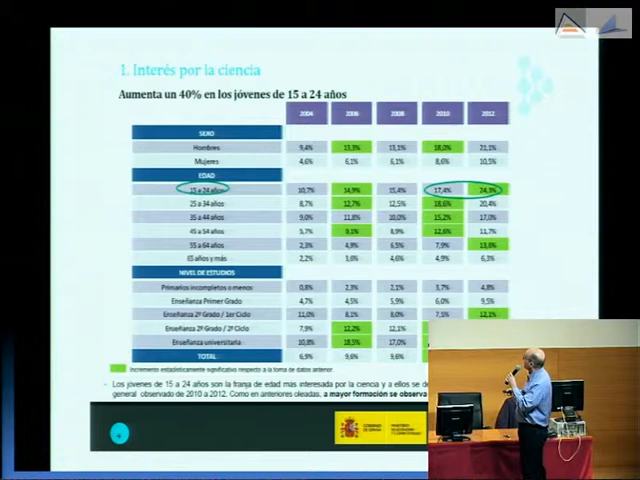 1. Interés por la ciencia
Aumenta un 40% en los jóvenes de 15 a 24 años
2004 2006 2008 2010 2012
SEXO
Hombres 9,4% 13,3% 13,1% 18,0% 21,1%
Mujeres 4,6% 6,1% 6,1% 8,6% 10,5%
EDAD
15 a 24 años 10,7% 14,9% 15,4% 17,4% 24,3%
25 a 34 años 8,7% 12,7% 12,5% 18,6% 20,4%
35 a 44 años 9,0% 11,8% 10,0% 15,2% 17,0%
45 a 54 años 5,7% 9,1% 8,9% 12,6% 11,7%
55 a 64 años 2,3% 4,9% 6,5% 7,9% 13,6%
65 años y más 2,2% 3,6% 4,6% 4,9% 6,3%
NIVEL DE ESTUDIOS
Primarios incompletos o menos 0,8% 2,3% 2,1% 3,7% 4,8%
Enseñanza Primer Grado 4,7% 4,5% 5,9% 6,0% 9,5%
Enseñanza 2º Grado / 1er Ciclo 11,0% 8,1% 8,0% 7,5% 12,1%
Enseñanza 2º Grado / 2º Ciclo 7,9% 12,2% 12,1%
Enseñanza universitaria 10,8% 18,5% 17,0%
TOTAL 6,9% 9,6% 9,6%
Incremento estadísticamente significativo respecto a la toma de datos anterior.
- Los jóvenes de 15 a 24 años son la franja de edad más interesada por la ciencia y a ellos se de
general observado de 2010 a 2012. Como en anteriores oleadas, a mayor formación se observa
GOBIERNO
DE ESPAÑA
MINISTERIO
DE ECONOMÍA
Y COMPETITIVIDAD